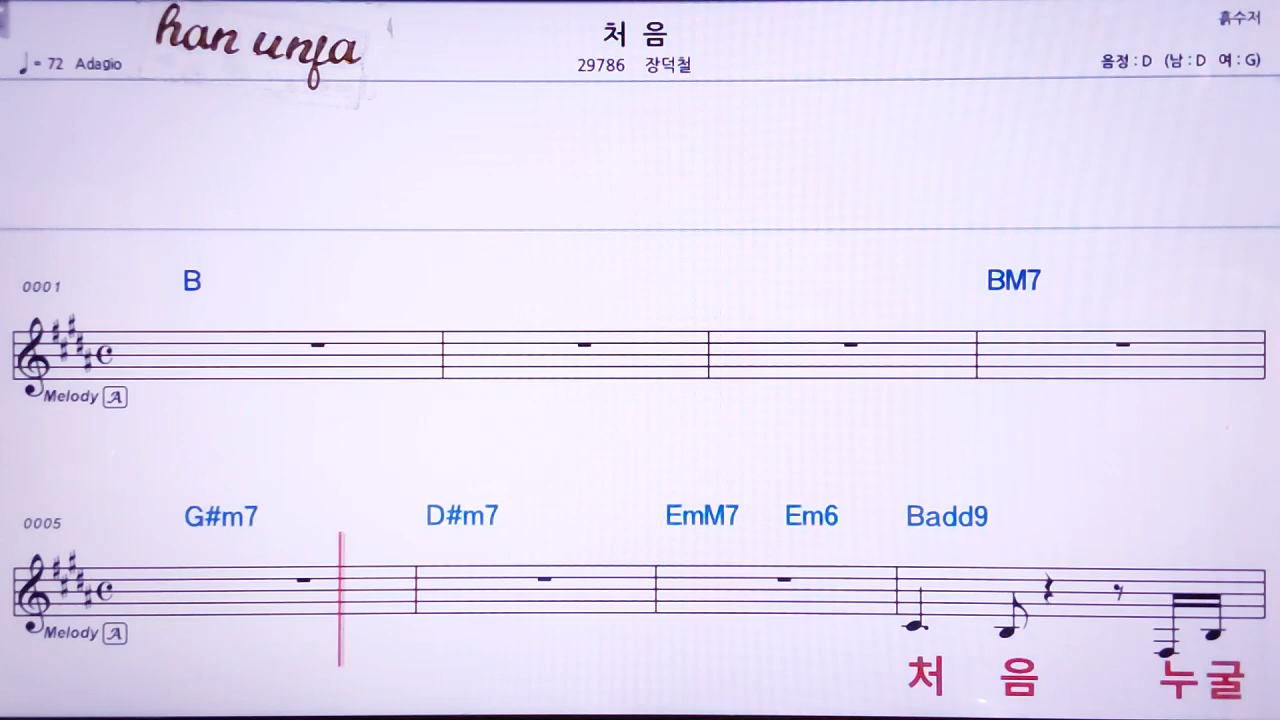 han unfa
처 음
흙수저
♩= 72 Adagio
29786 장덕철
음정 : D (남 : D 여 : G)
0001
B
BM7
Melody A
0005
G#m7
D#m7
EmM7
Em6
Badd9
Melody A
처 음 누 굴